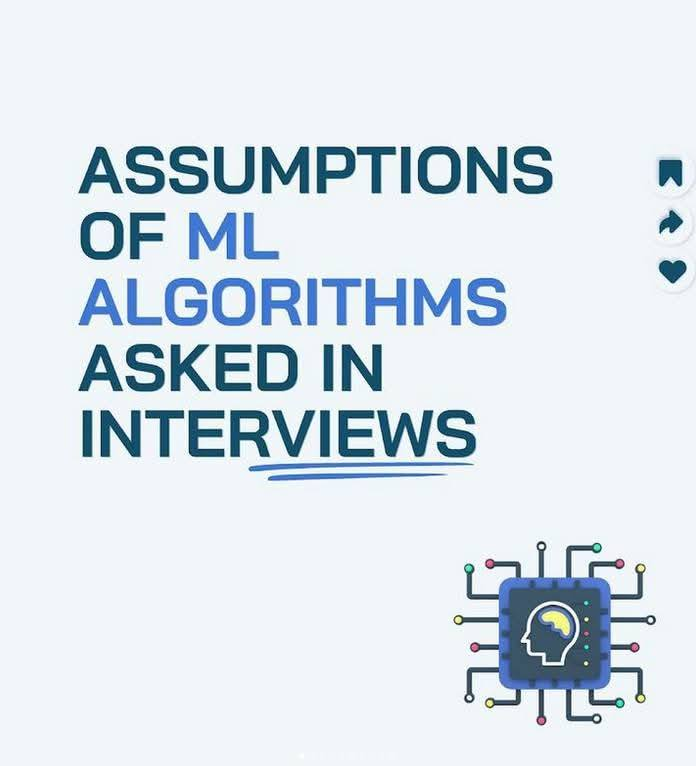 ASSUMPTIONS
OF ML
ALGORITHMS
ASKED IN
INTERVIEWS